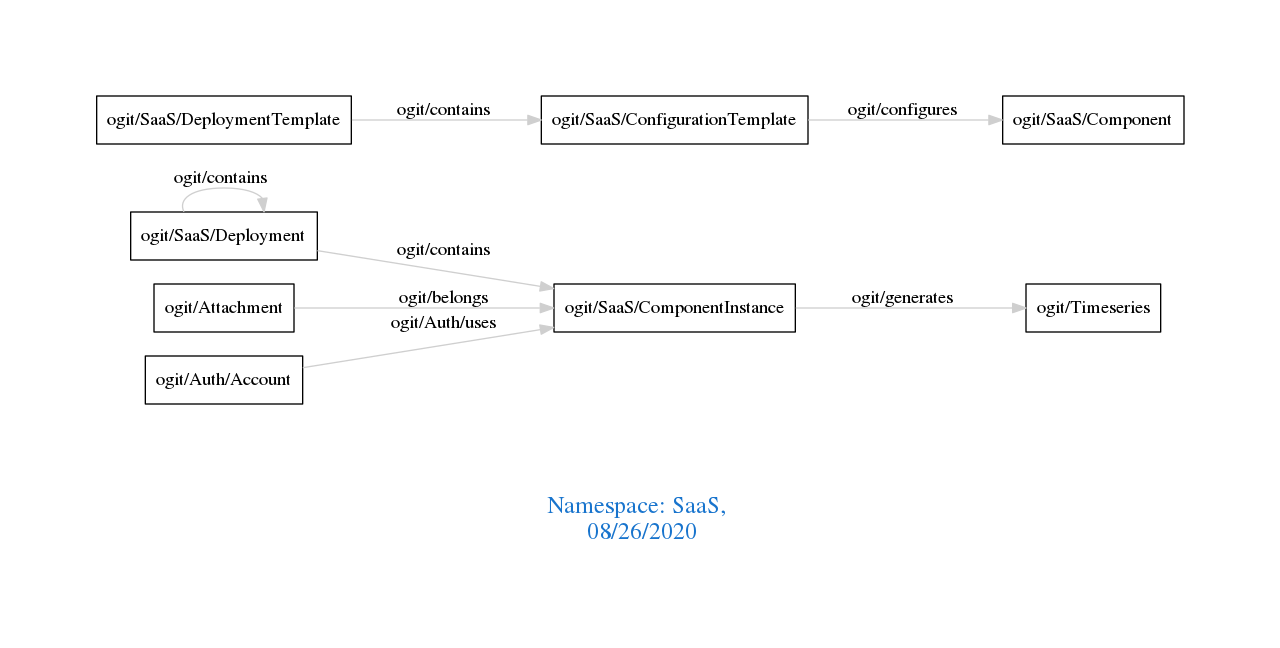 ogit/SaaS/DeploymentTemplate
ogit/contains
ogit/SaaS/ConfigurationTemplate
ogit/configures
ogit/SaaS/Component
ogit/contains
ogit/SaaS/Deployment
ogit/contains
ogit/Attachment
ogit/belongs
ogit/Auth/uses
ogit/SaaS/ComponentInstance
ogit/generates
ogit/Timeseries
ogit/Auth/Account
Namespace: SaaS,
08/26/2020